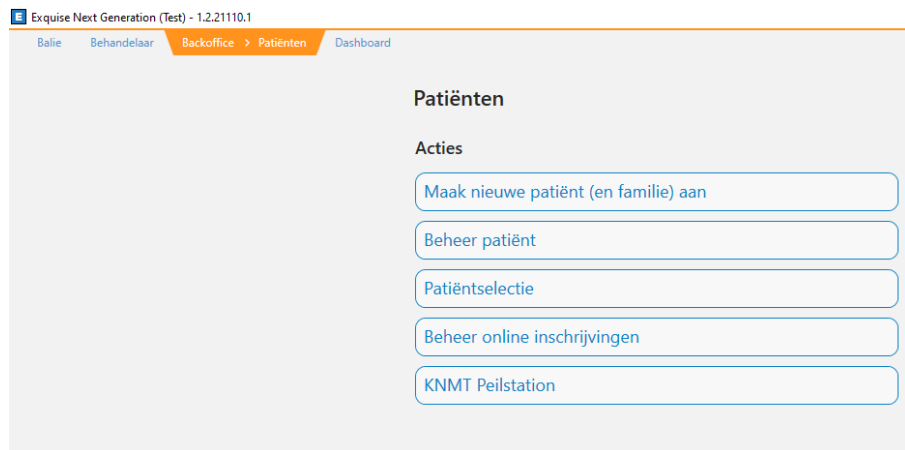 E Exquise Next Generation (Test) - 1.2.21110.1
Balie Behandelaar Backoffice > Patiënten Dashboard
Patiënten
Acties
Maak nieuwe patiënt (en familie) aan
Beheer patiënt
Patiëntselectie
Beheer online inschrijvingen
KNMT Peilstation